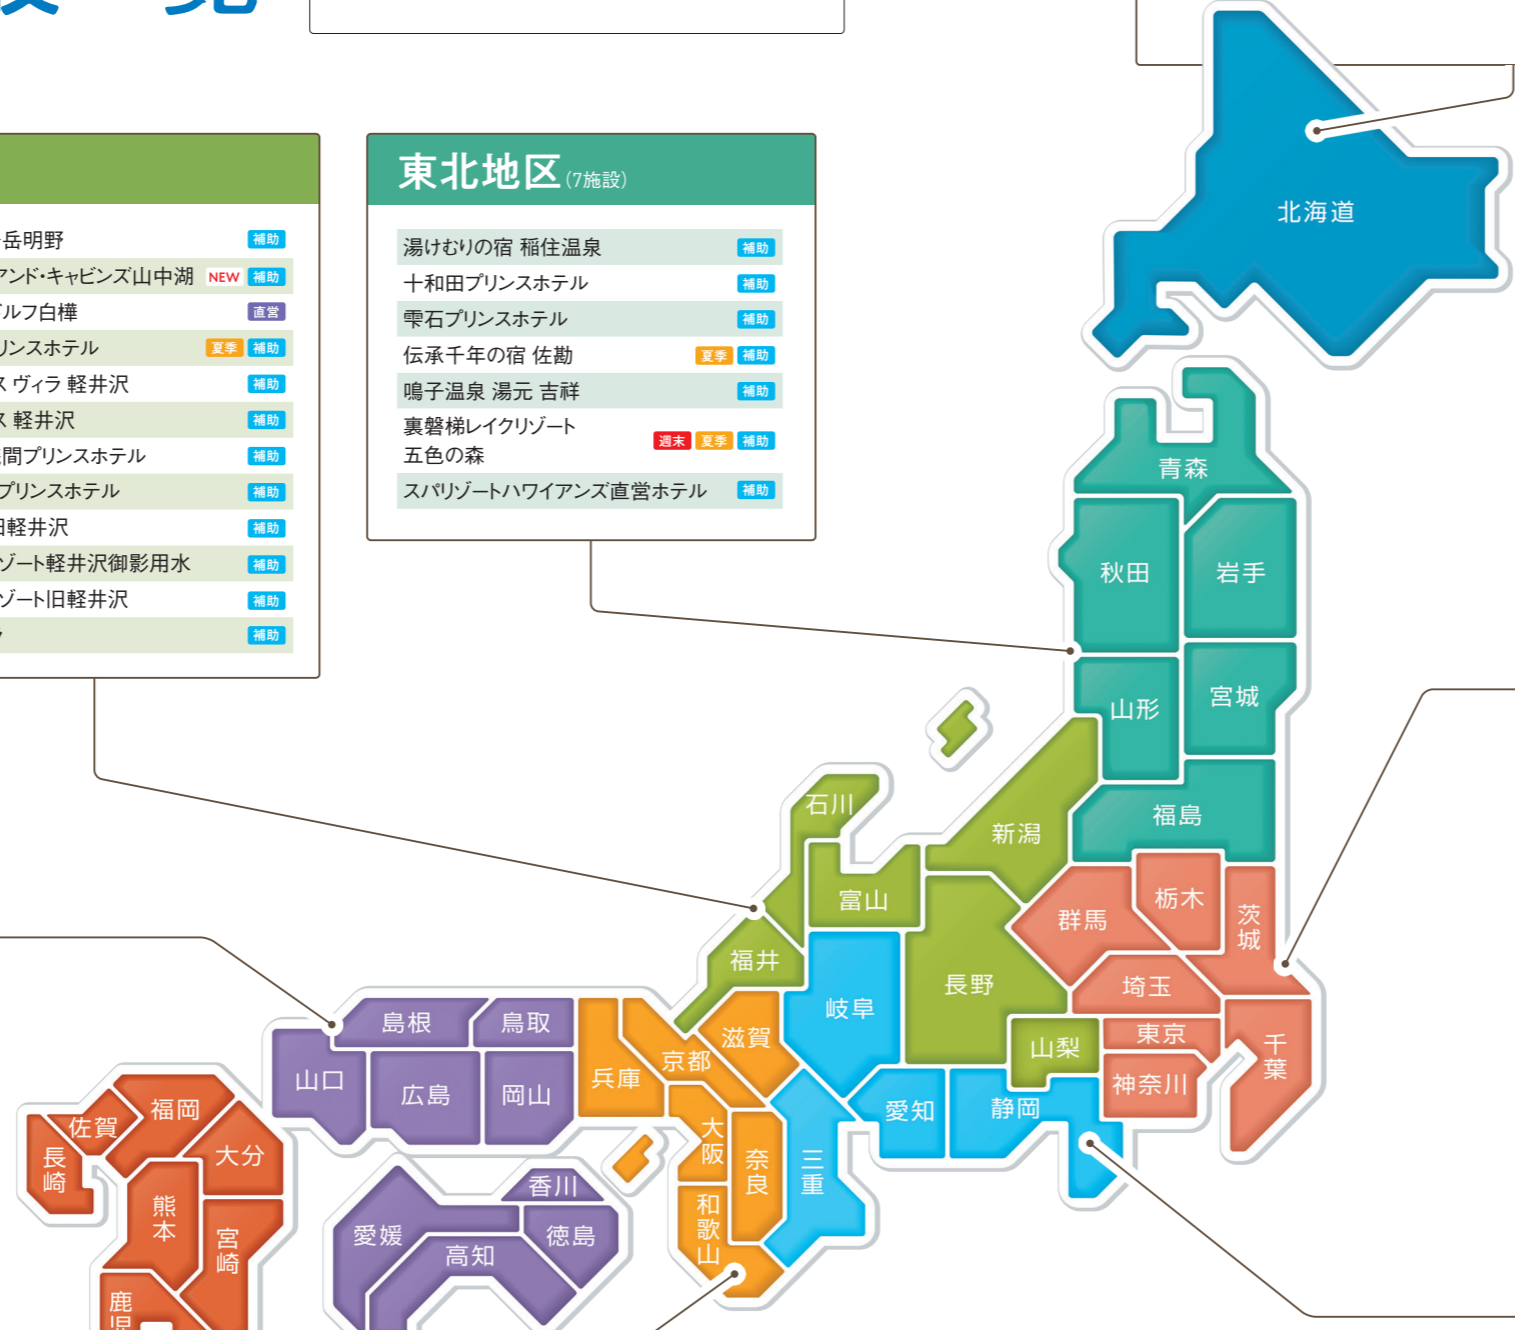 覧
岳明野 補助
アンド・キャビンズ山中湖 NEW 補助
ルフ白樺 直営
リンスホテル 夏季 補助
ス ヴィラ 軽井沢 補助
ス 軽井沢 補助
間プリンスホテル 補助
プリンスホテル 補助
旧軽井沢 補助
ゾート軽井沢御影用水 補助
ゾート旧軽井沢 補助
補助
東北地区(7施設)
湯けむりの宿 稲住温泉 補助
十和田プリンスホテル 補助
雫石プリンスホテル 補助
伝承千年の宿 佐勘 夏季 補助
鳴子温泉 湯元 吉祥 補助
裏磐梯レイクリゾート
五色の森 週末 夏季 補助
スパリゾートハワイアンズ直営ホテル 補助
北海道
青森
秋田
岩手
山形
宮城
福島
新潟
石川
富山
福井
長野
山梨
群馬
栃木
茨城
埼玉
東京
神奈川
千葉
岐阜
愛知
静岡
三重
滋賀
京都
兵庫
大阪
奈良
和歌山
島根
鳥取
山口
広島
岡山
香川
愛媛
徳島
高知
福岡
佐賀
長崎
大分
熊本
宮崎
鹿児